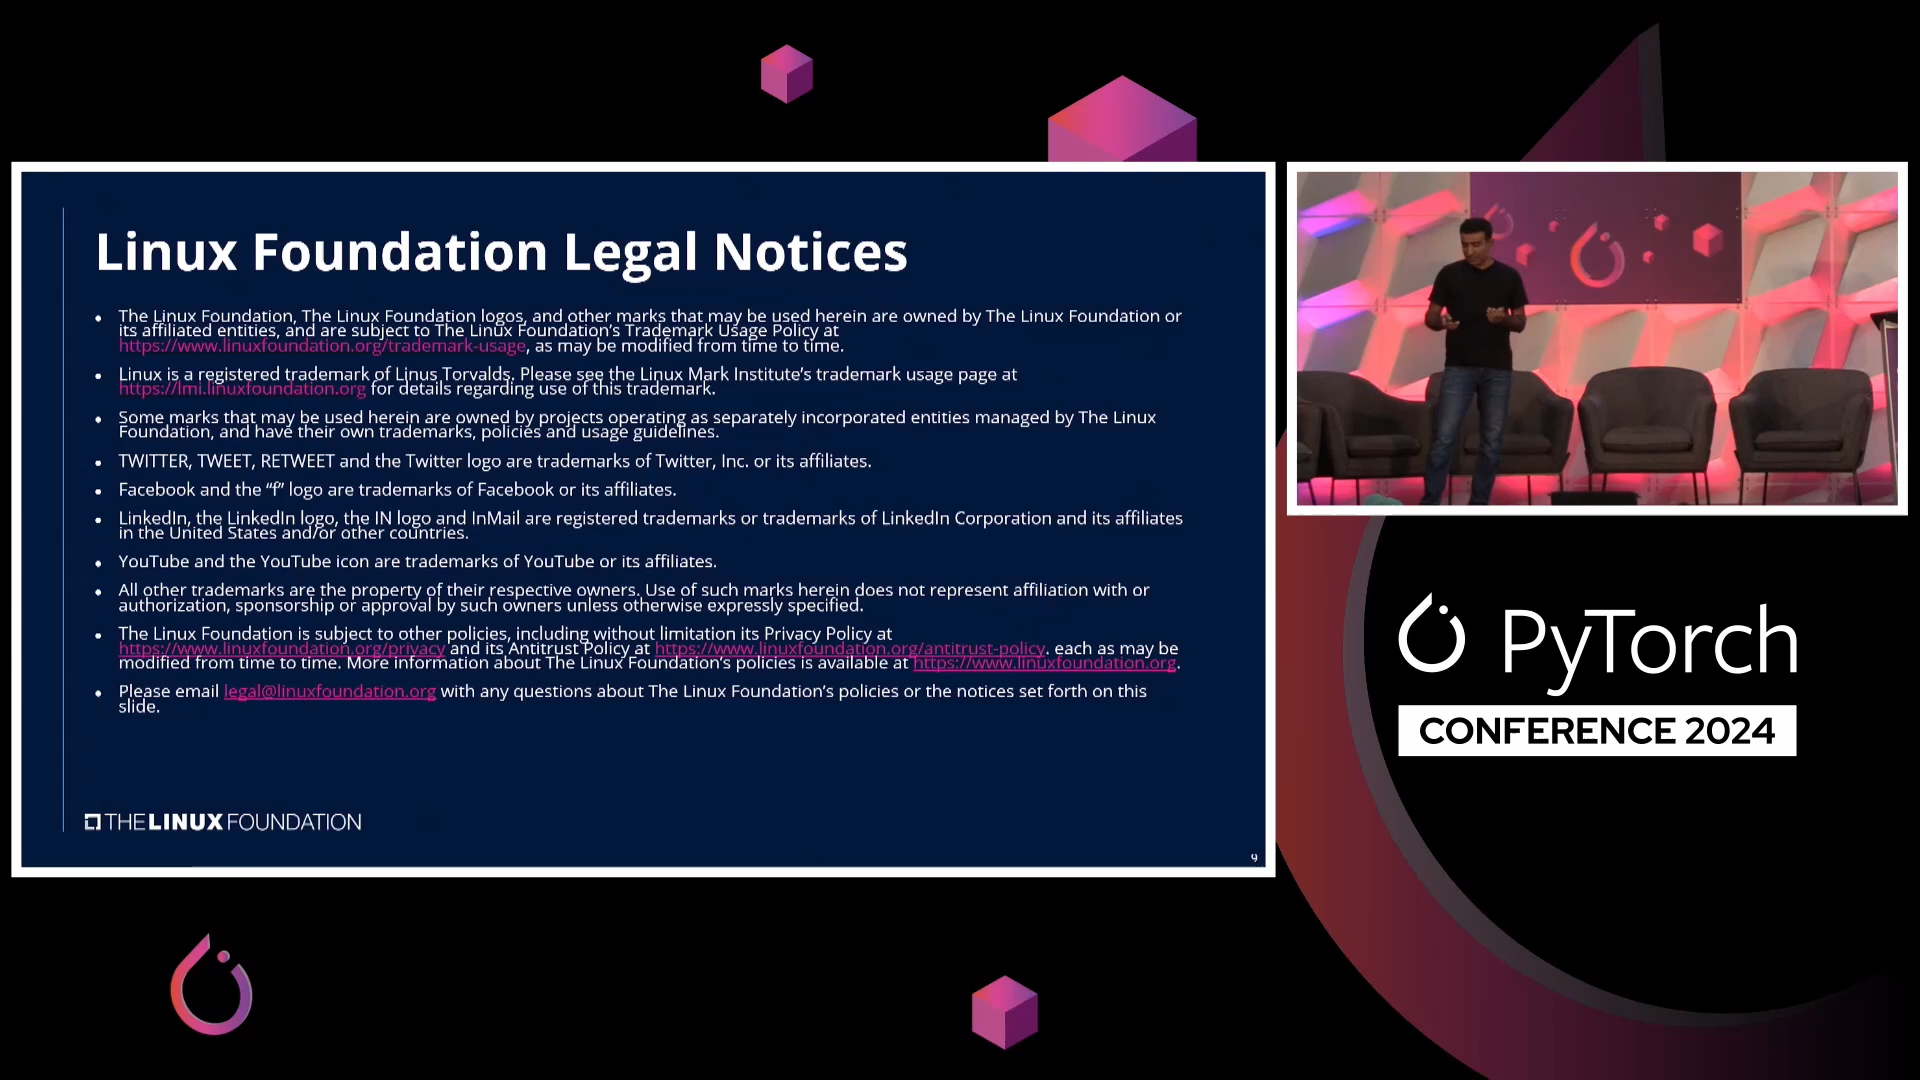 Linux Foundation Legal Notices
• The Linux Foundation, The Linux Foundation logos, and other marks that may be used herein are owned by The Linux Foundation or
its affiliated entities, and are subject to The Linux Foundation’s Trademark Usage Policy at
https://www.linuxfoundation.org/trademark-usage, as may be modified from time to time.
• Linux is a registered trademark of Linus Torvalds. Please see the Linux Mark Institute’s trademark usage page at
https://lmi.linuxfoundation.org for details regarding use of this trademark.
• Some marks that may be used herein are owned by projects operating as separately incorporated entities managed by The Linux
Foundation, and have their own trademarks, policies and usage guidelines.
• TWITTER, TWEET, RETWEET and the Twitter logo are trademarks of Twitter, Inc. or its affiliates.
• Facebook and the “f” logo are trademarks of Facebook or its affiliates.
• LinkedIn, the LinkedIn logo, the IN logo and InMail are registered trademarks or trademarks of LinkedIn Corporation and its affiliates
in the United States and/or other countries.
• YouTube and the YouTube icon are trademarks of YouTube or its affiliates.
• All other trademarks are the property of their respective owners. Use of such marks herein does not represent affiliation with or
authorization, sponsorship or approval by such owners unless otherwise expressly specified.
• The Linux Foundation is subject to other policies, including without limitation its Privacy Policy at
https://www.linuxfoundation.org/privacy and its Antitrust Policy at https://www.linuxfoundation.org/antitrust-policy. each as may be
modified from time to time. More information about The Linux Foundation’s policies is available at https://www.linuxfoundation.org.
• Please email legal@linuxfoundation.org with any questions about The Linux Foundation’s policies or the notices set forth on this
slide.
THE LINUX FOUNDATION
9
PyTorch
CONFERENCE 2024